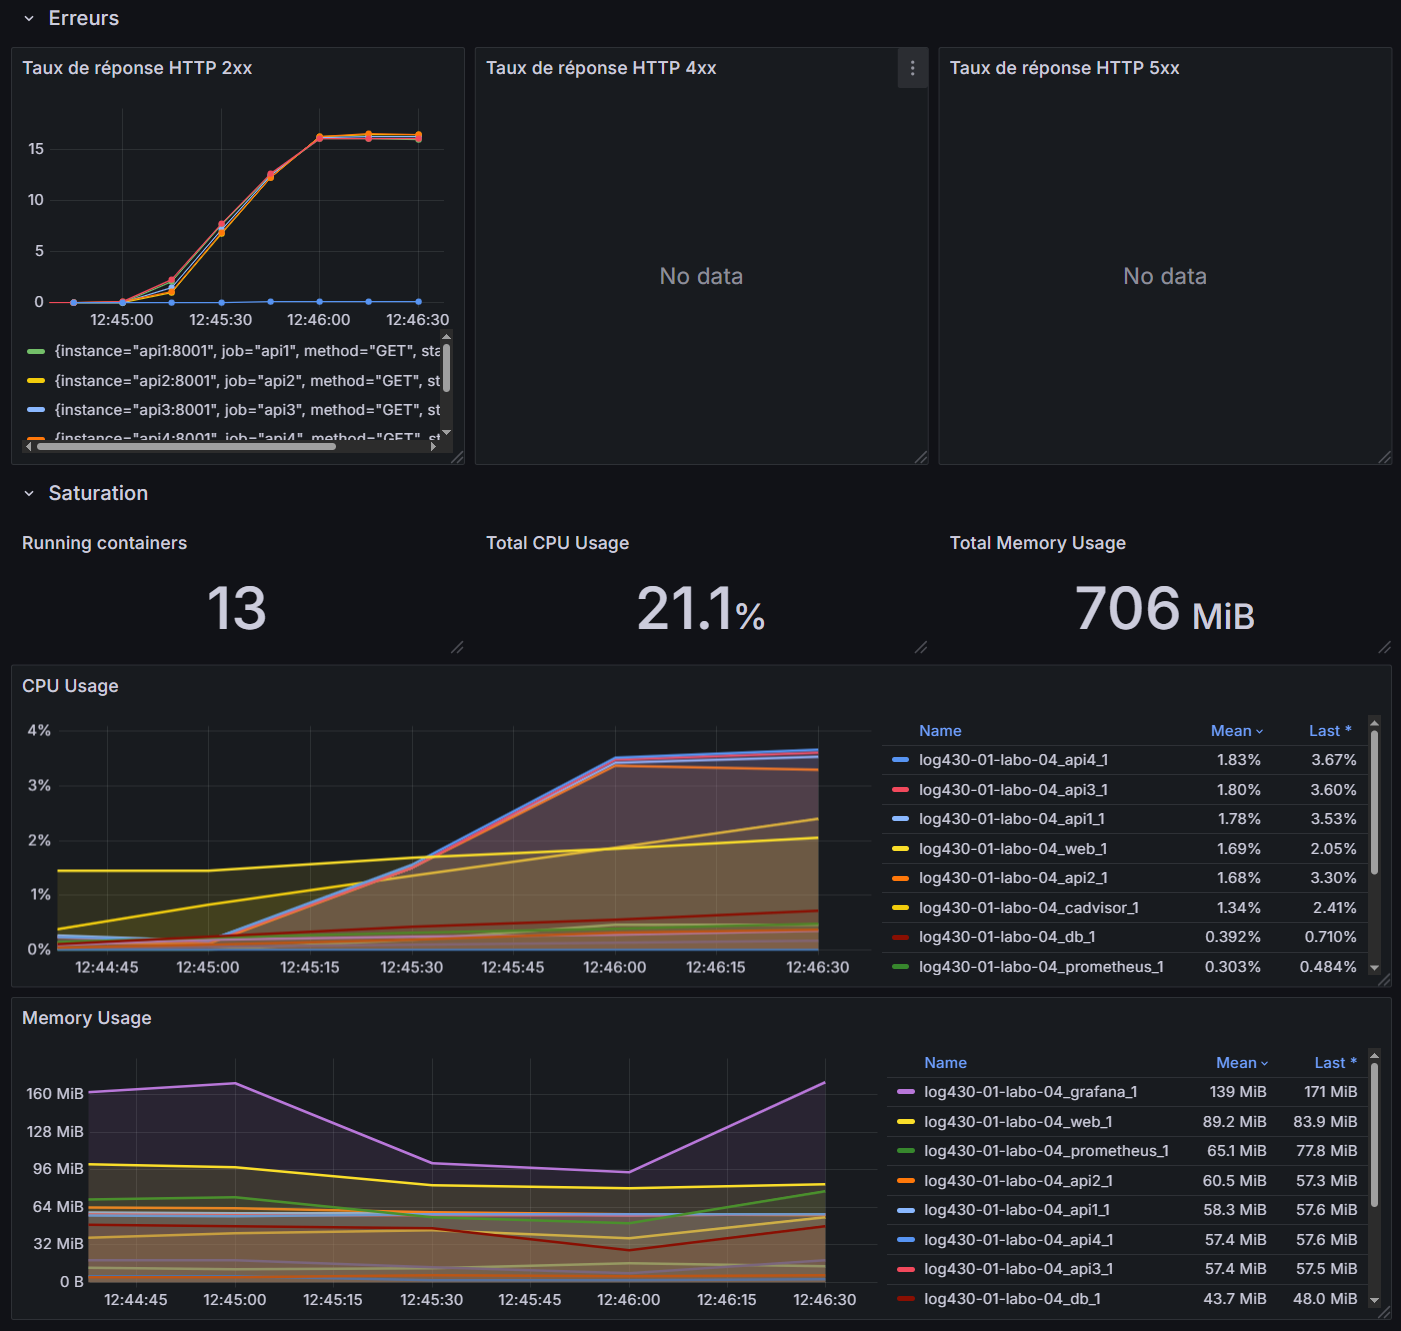 Erreurs
Taux de réponse HTTP 2xx
Taux de réponse HTTP 4xx
Taux de réponse HTTP 5xx
15
10
5
0
12:45:00 12:45:30 12:46:00 12:46:30
{instance="api1:8001", job="api1", method="GET", sta
{instance="api2:8001", job="api2", method="GET", st
{instance="api3:8001", job="api3", method="GET", st
{instance="api4:8001", job="api4", method="GET", st
No data
No data
Saturation
Running containers
13
Total CPU Usage
21.1%
Total Memory Usage
706 MiB
CPU Usage
4%
3%
2%
1%
0%
12:44:45 12:45:00 12:45:15 12:45:30 12:45:45 12:46:00 12:46:15 12:46:30
Name Mean Last *
log430-01-labo-04_api4_1 1.83% 3.67%
log430-01-labo-04_api3_1 1.80% 3.60%
log430-01-labo-04_api1_1 1.78% 3.53%
log430-01-labo-04_web_1 1.69% 2.05%
log430-01-labo-04_api2_1 1.68% 3.30%
log430-01-labo-04_cadvisor_1 1.34% 2.41%
log430-01-labo-04_db_1 0.392% 0.710%
log430-01-labo-04_prometheus_1 0.303% 0.484%
Memory Usage
160 MiB
128 MiB
96 MiB
64 MiB
32 MiB
0 B
12:44:45 12:45:00 12:45:15 12:45:30 12:45:45 12:46:00 12:46:15 12:46:30
Name Mean Last *
log430-01-labo-04_grafana_1 139 MiB 171 MiB
log430-01-labo-04_web_1 89.2 MiB 83.9 MiB
log430-01-labo-04_prometheus_1 65.1 MiB 77.8 MiB
log430-01-labo-04_api2_1 60.5 MiB 57.3 MiB
log430-01-labo-04_api1_1 58.3 MiB 57.6 MiB
log430-01-labo-04_api4_1 57.4 MiB 57.6 MiB
log430-01-labo-04_api3_1 57.4 MiB 57.5 MiB
log430-01-labo-04_db_1 43.7 MiB 48.0 MiB